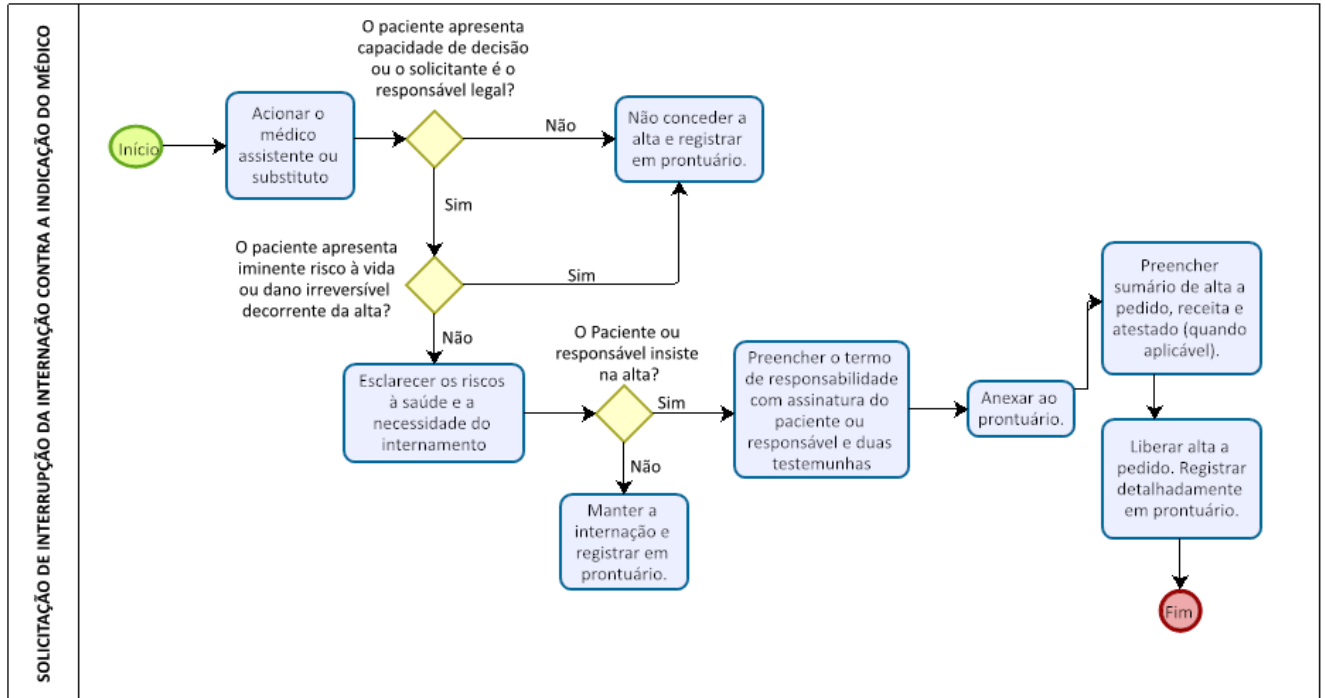 SOLICITAÇÃO DE INTERRUPÇÃO DA INTERNAÇÃO CONTRA A INDICAÇÃO DO MÉDICO
Início
Acionar o
médico
assistente ou
substituto
O paciente apresenta
capacidade de decisão
ou o solicitante é o
responsável legal?
Não
Não conceder a
alta e registrar
em prontuário.
Sim
O paciente apresenta
iminente risco à vida
ou dano irreversível
decorrente da alta?
Sim
Não
Esclarecer os riscos
à saúde e a
necessidade do
internamento
O Paciente ou
responsável insiste
na alta?
Sim
Não
Manter a
internação e
registrar em
prontuário.
Preencher o termo
de responsabilidade
com assinatura do
paciente ou
responsável e duas
testemunhas
Anexar ao
prontuário.
Preencher
sumário de alta a
pedido, receita e
atestado (quando
aplicável).
Liberar alta a
pedido. Registrar
detalhadamente
em prontuário.
Fim